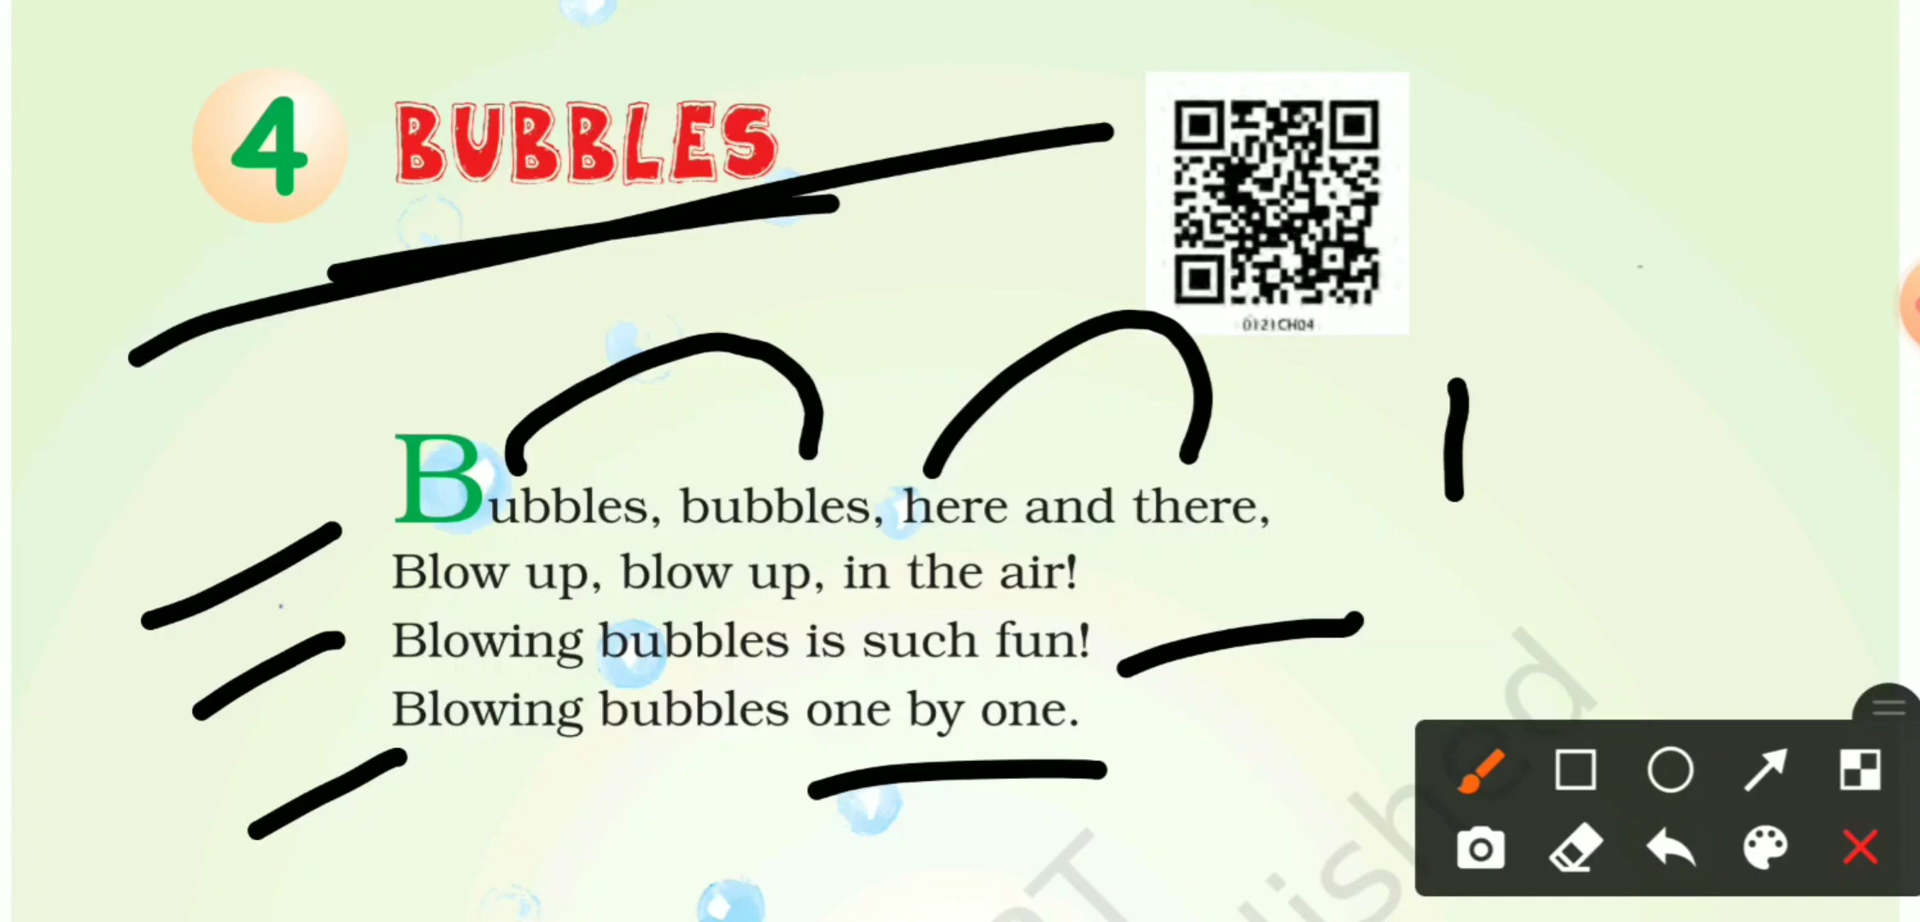 4 BUBBLES
0121CH04
Bubbles, bubbles, here and there,
Blow up, blow up, in the air!
Blowing bubbles is such fun!
Blowing bubbles one by one.